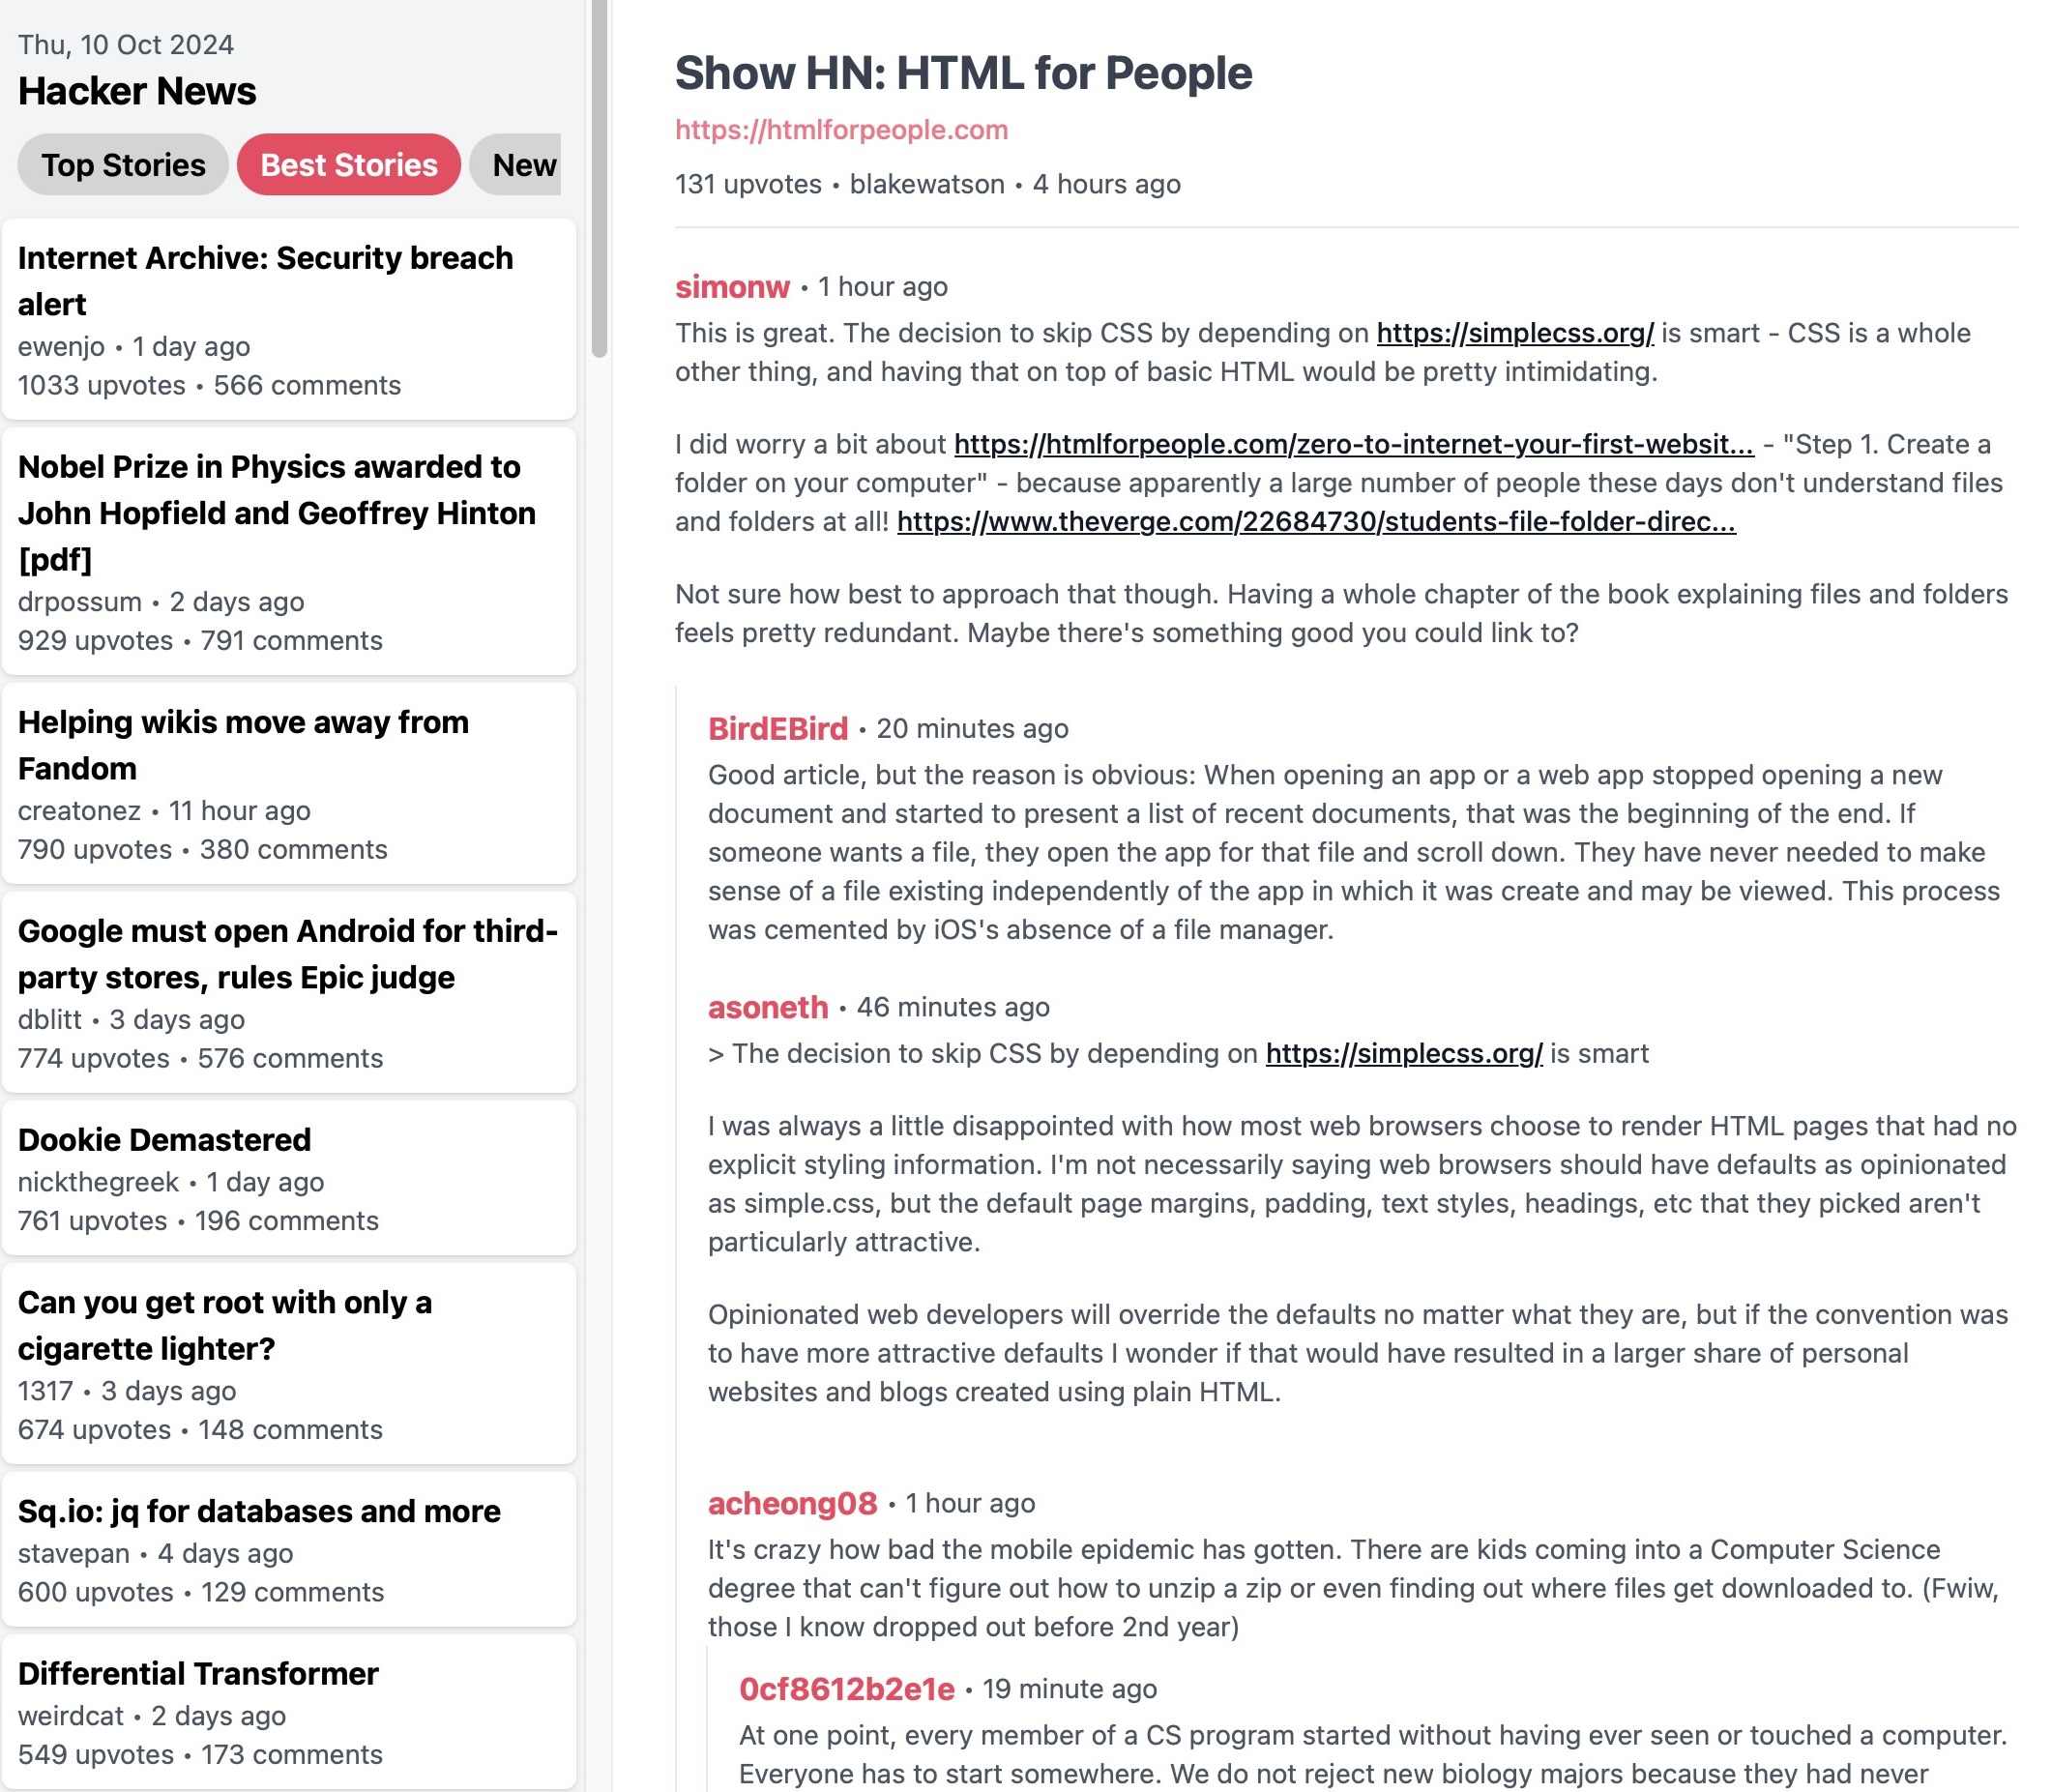 Thu, 10 Oct 2024
Hacker News
Top Stories
Best Stories
New
Internet Archive: Security breach
alert
ewenjo • 1 day ago
1033 upvotes • 566 comments
Nobel Prize in Physics awarded to
John Hopfield and Geoffrey Hinton
[pdf]
drpossum • 2 days ago
929 upvotes • 791 comments
Helping wikis move away from
Fandom
creatonez • 11 hour ago
790 upvotes • 380 comments
Google must open Android for third-
party stores, rules Epic judge
dblitt • 3 days ago
774 upvotes • 576 comments
Dookie Demastered
nickthegreek • 1 day ago
761 upvotes • 196 comments
Can you get root with only a
cigarette lighter?
1317 • 3 days ago
674 upvotes • 148 comments
Sq.io: jq for databases and more
stavepan • 4 days ago
600 upvotes • 129 comments
Differential Transformer
weirdcat • 2 days ago
549 upvotes • 173 comments
Show HN: HTML for People
https://htmlforpeople.com
131 upvotes • blakewatson • 4 hours ago
simonw • 1 hour ago
This is great. The decision to skip CSS by depending on https://simplecss.org/ is smart - CSS is a whole
other thing, and having that on top of basic HTML would be pretty intimidating.
I did worry a bit about https://htmlforpeople.com/zero-to-internet-your-first-websit... - "Step 1. Create a
folder on your computer" - because apparently a large number of people these days don't understand files
and folders at all! https://www.theverge.com/22684730/students-file-folder-direc...
Not sure how best to approach that though. Having a whole chapter of the book explaining files and folders
feels pretty redundant. Maybe there's something good you could link to?
BirdEBird • 20 minutes ago
Good article, but the reason is obvious: When opening an app or a web app stopped opening a new
document and started to present a list of recent documents, that was the beginning of the end. If
someone wants a file, they open the app for that file and scroll down. They have never needed to make
sense of a file existing independently of the app in which it was create and may be viewed. This process
was cemented by iOS's absence of a file manager.
asoneth • 46 minutes ago
> The decision to skip CSS by depending on https://simplecss.org/ is smart
I was always a little disappointed with how most web browsers choose to render HTML pages that had no
explicit styling information. I'm not necessarily saying web browsers should have defaults as opinionated
as simple.css, but the default page margins, padding, text styles, headings, etc that they picked aren't
particularly attractive.
Opinionated web developers will override the defaults no matter what they are, but if the convention was
to have more attractive defaults I wonder if that would have resulted in a larger share of personal
websites and blogs created using plain HTML.
acheong08 • 1 hour ago
It's crazy how bad the mobile epidemic has gotten. There are kids coming into a Computer Science
degree that can't figure out how to unzip a zip or even finding out where files get downloaded to. (Fwiw,
those I know dropped out before 2nd year)
0cf8612b2e1e • 19 minute ago
At one point, every member of a CS program started without having ever seen or touched a computer.
Everyone has to start somewhere. We do not reject new biology majors because they had never